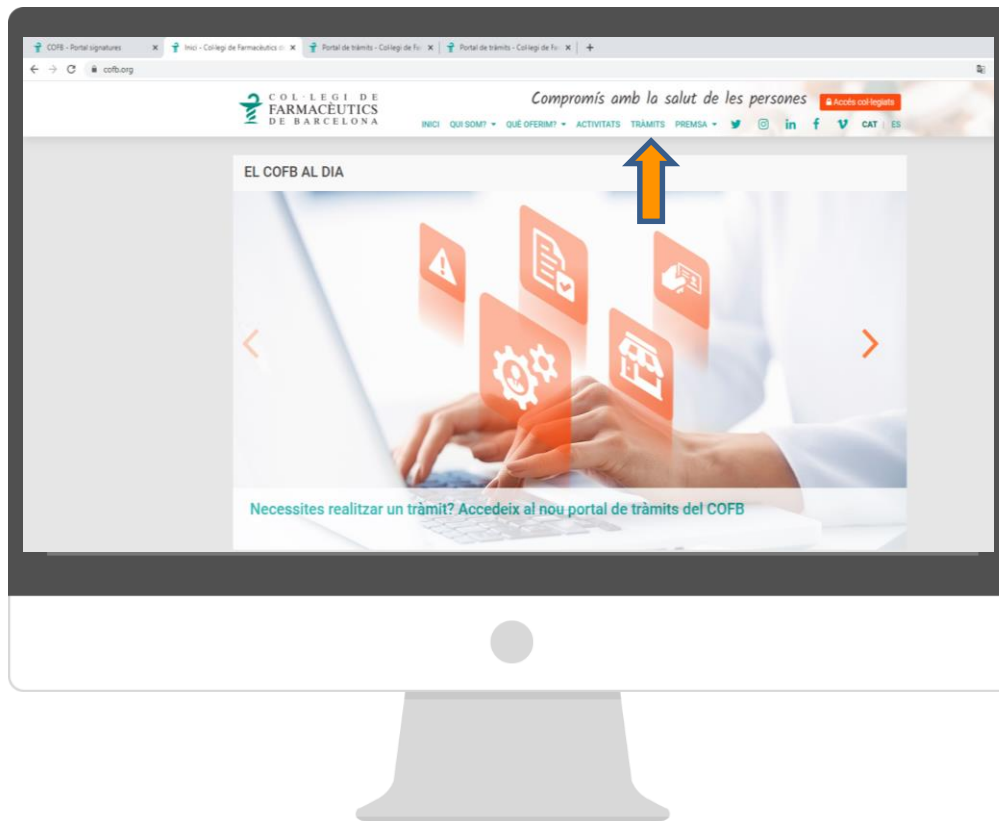 COFB - Portal signatures
Inici - Col·legi de Farmacèutics d
Portal de tràmits - Col·legi de Fa
Portal de tràmits - Col·legi de Fa
cofb.org
COL·LEGI DE
FARMACÈUTICS
DE BARCELONA
Compromís amb la salut de les persones
Accés col·legiats
INICI QUI SOM? QUÈ OFERIM? ACTIVITATS TRÀMITS PREMSA CAT | ES
EL COFB AL DIA
Necessites realitzar un tràmit? Accedeix al nou portal de tràmits del COFB